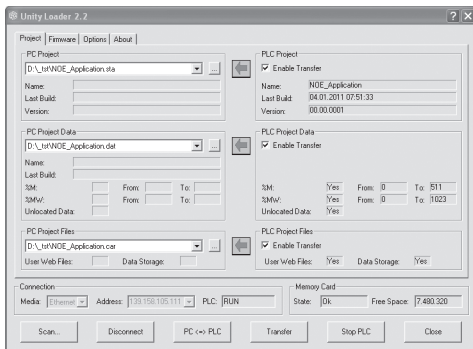 Unity Loader 2.2
Project Firmware Options About
PC Project
D:\_tst\NOE_Application.sta
...
Name:
Last Build:
Version:
PLC Project
Enable Transfer
Name: NOE_Application
Last Build: 04.01.2011 07:51:33
Version: 00.00.0001
PC Project Data
D:\_tst\NOE_Application.dat
...
Name:
Last Build:
%M: From: To:
%MW: From: To:
Unlocated Data:
PLC Project Data
Enable Transfer
%M: Yes From: 0 To: 511
%MW: Yes From: 0 To: 1023
Unlocated Data: Yes
PC Project Files
D:\_tst\NOE_Application.car
...
User Web Files: Data Storage:
PLC Project Files
Enable Transfer
User Web Files: Yes Data Storage: Yes
Connection
Media: Ethernet Address: 139.158.105.111 PLC: RUN
Memory Card
State: Ok Free Space: 7.480.320
Scan... Disconnect PC <=> PLC Transfer Stop PLC Close